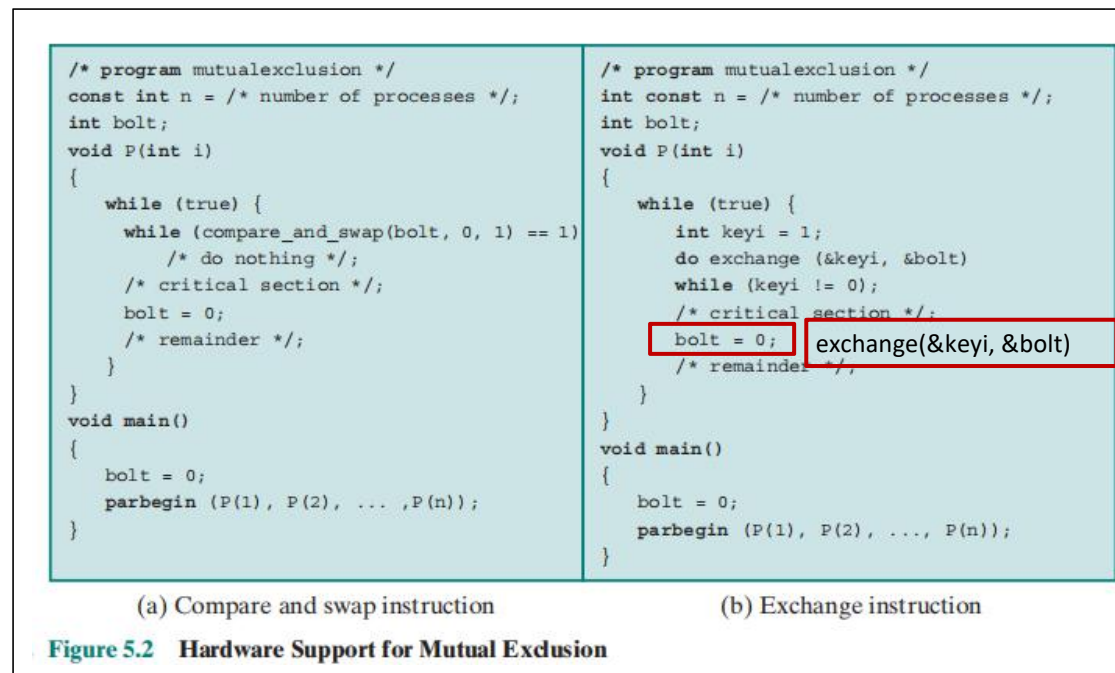 /* program mutualexclusion */
const int n = /* number of processes */;
int bolt;
void P(int i)
{
while (true) {
while (compare_and_swap(bolt, 0, 1) == 1)
/* do nothing */;
/* critical section */;
bolt = 0;
/* remainder */;
}
}
void main()
{
bolt = 0;
parbegin (P(1), P(2), ... ,P(n));
}
/* program mutualexclusion */
int const n = /* number of processes */;
int bolt;
void P(int i)
{
while (true) {
int keyi = 1;
do exchange (&keyi, &bolt)
while (keyi != 0);
/* critical section */;
bolt = 0;
exchange(&keyi, &bolt)
/* remainder */;
}
}
void main()
{
bolt = 0;
parbegin (P(1), P(2), ..., P(n));
}
(a) Compare and swap instruction
(b) Exchange instruction
Figure 5.2 Hardware Support for Mutual Exclusion